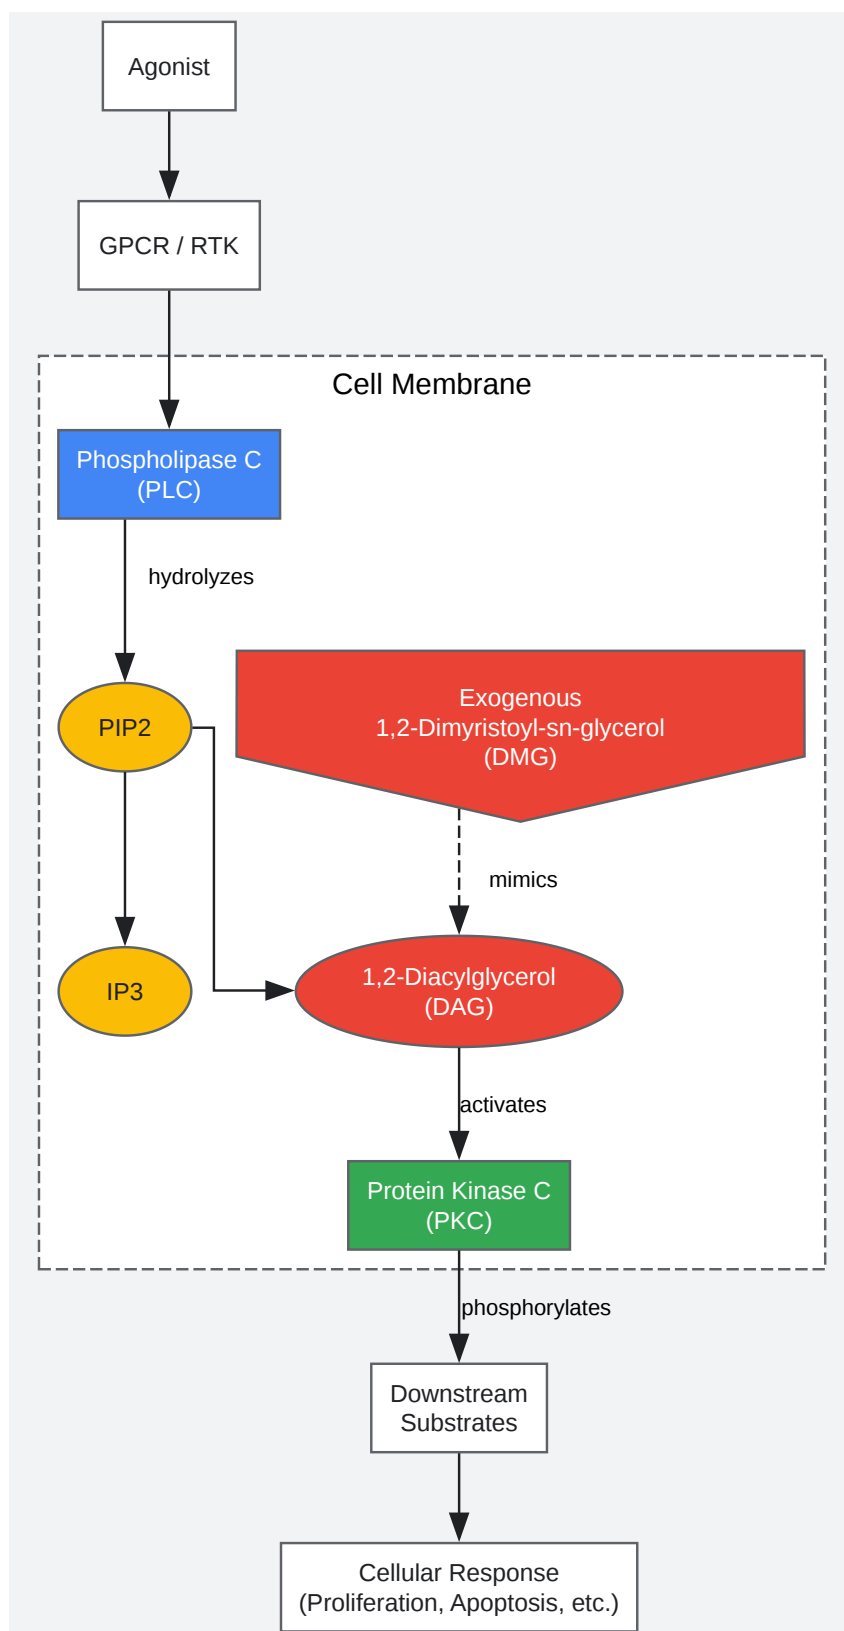 Agonist
GPCR / RTK
Cell Membrane
Phospholipase C
(PLC)
hydrolyzes
Exogenous
1,2-Dimyristoyl-sn-glycerol
(DMG)
PIP2
mimics
IP3
1,2-Diacylglycerol
(DAG)
activates
Protein Kinase C
(PKC)
phosphorylates
Downstream
Substrates
Cellular Response
(Proliferation, Apoptosis, etc.)